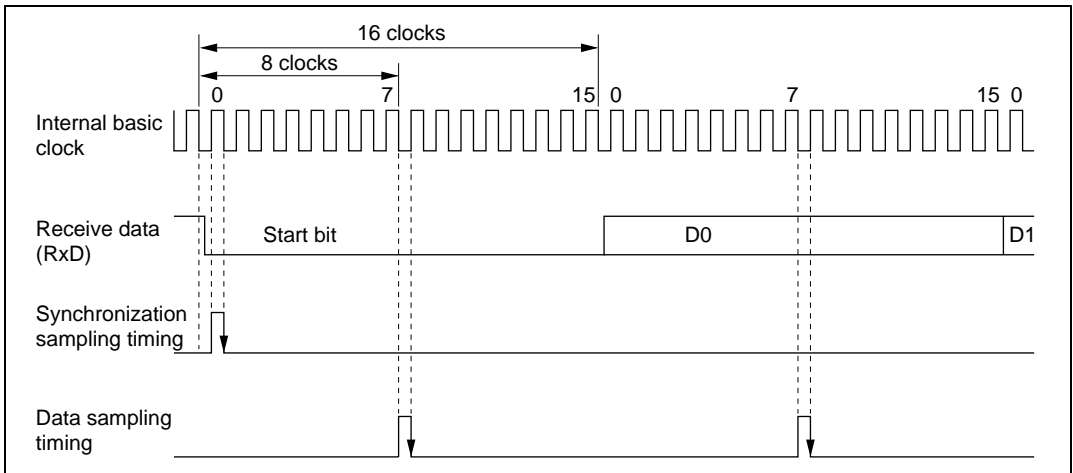 16 clocks
8 clocks
0 7 15 0 7 15 0
Internal basic
clock
Receive data
(RxD)
Start bit D0 D1
Synchronization
sampling timing
Data sampling
timing